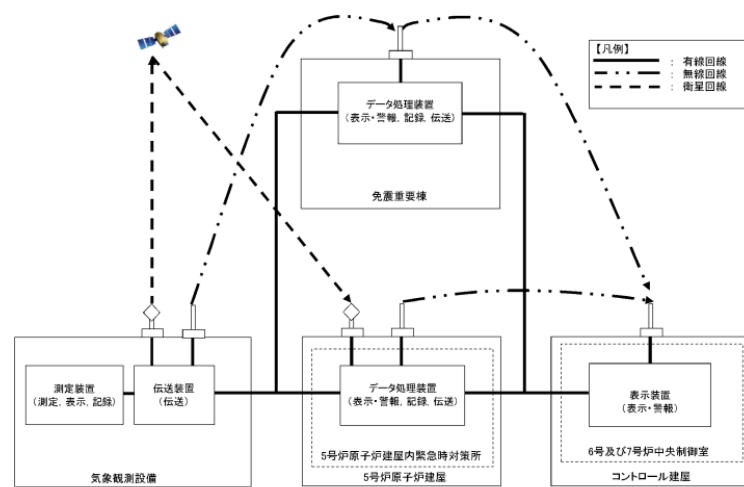 【凡例】
: 有線回線
: 無線回線
: 衛星回線
データ処理装置
(表示・警報, 記録, 伝送)
免震重要棟
測定装置
(測定, 表示, 記録)
伝送装置
(伝送)
気象観測設備
データ処理装置
(表示・警報, 記録, 伝送)
5号炉原子炉建屋内緊急時対策所
5号炉原子炉建屋
表示装置
(表示・警報)
6号及び7号炉中央制御室
コントロール建屋